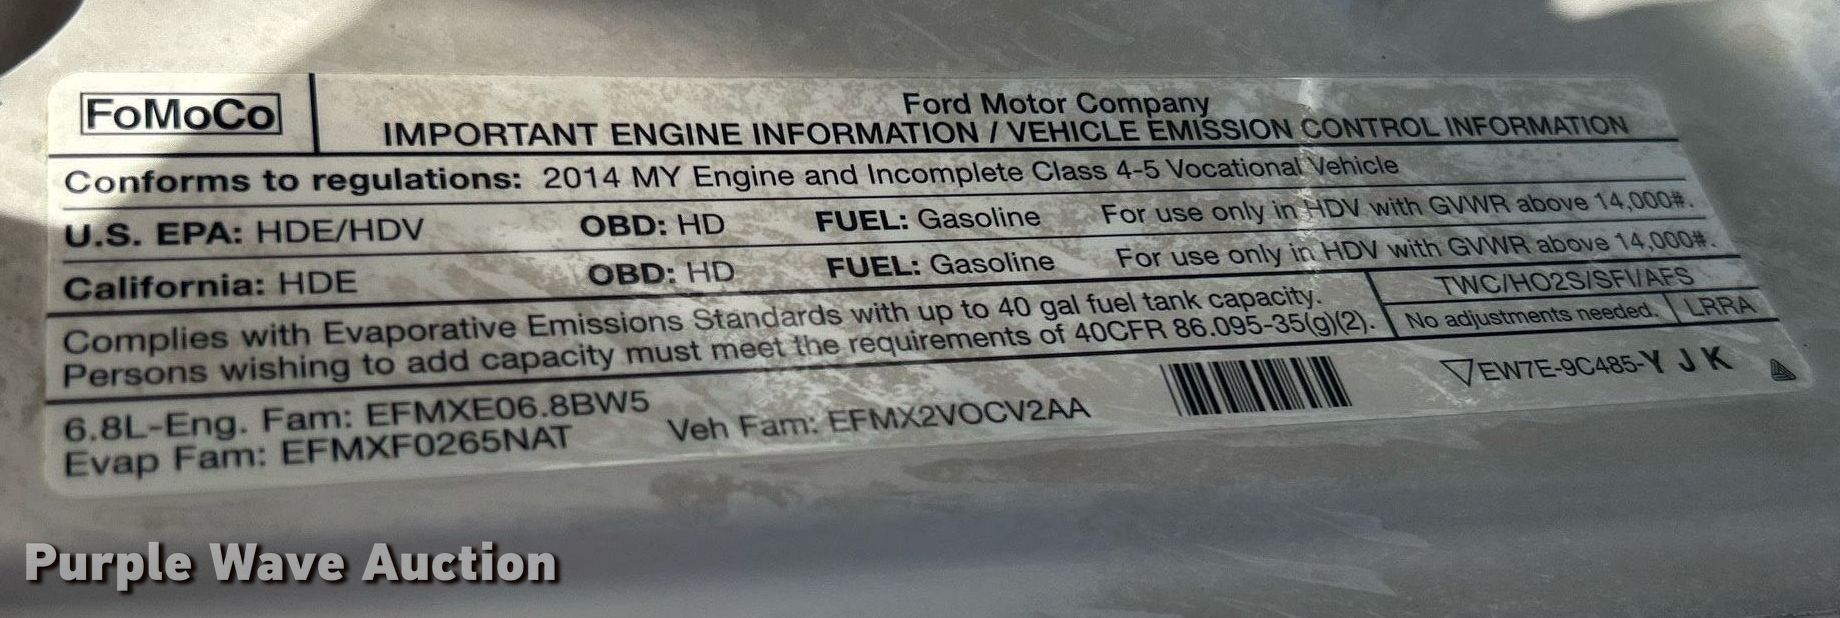 FoMoCo
Ford Motor Company
IMPORTANT ENGINE INFORMATION / VEHICLE EMISSION CONTROL INFORMATION
Conforms to regulations: 2014 MY Engine and Incomplete Class 4-5 Vocational Vehicle
U.S. EPA: HDE/HDV OBD: HD FUEL: Gasoline For use only in HDV with GVWR above 14,000#.
California: HDE OBD: HD FUEL: Gasoline For use only in HDV with GVWR above 14,000#.
Complies with Evaporative Emissions Standards with up to 40 gal fuel tank capacity.
Persons wishing to add capacity must meet the requirements of 40CFR 86.095-35(g)(2).
TWC/HO2S/SFI/AFS
No adjustments needed. LRRA
6.8L-Eng. Fam: EFMXE06.8BW5
Evap Fam: EFMXF0265NAT
Veh Fam: EFMX2VOCV2AA
EW7E-9C485-Y J K
Purple Wave Auction